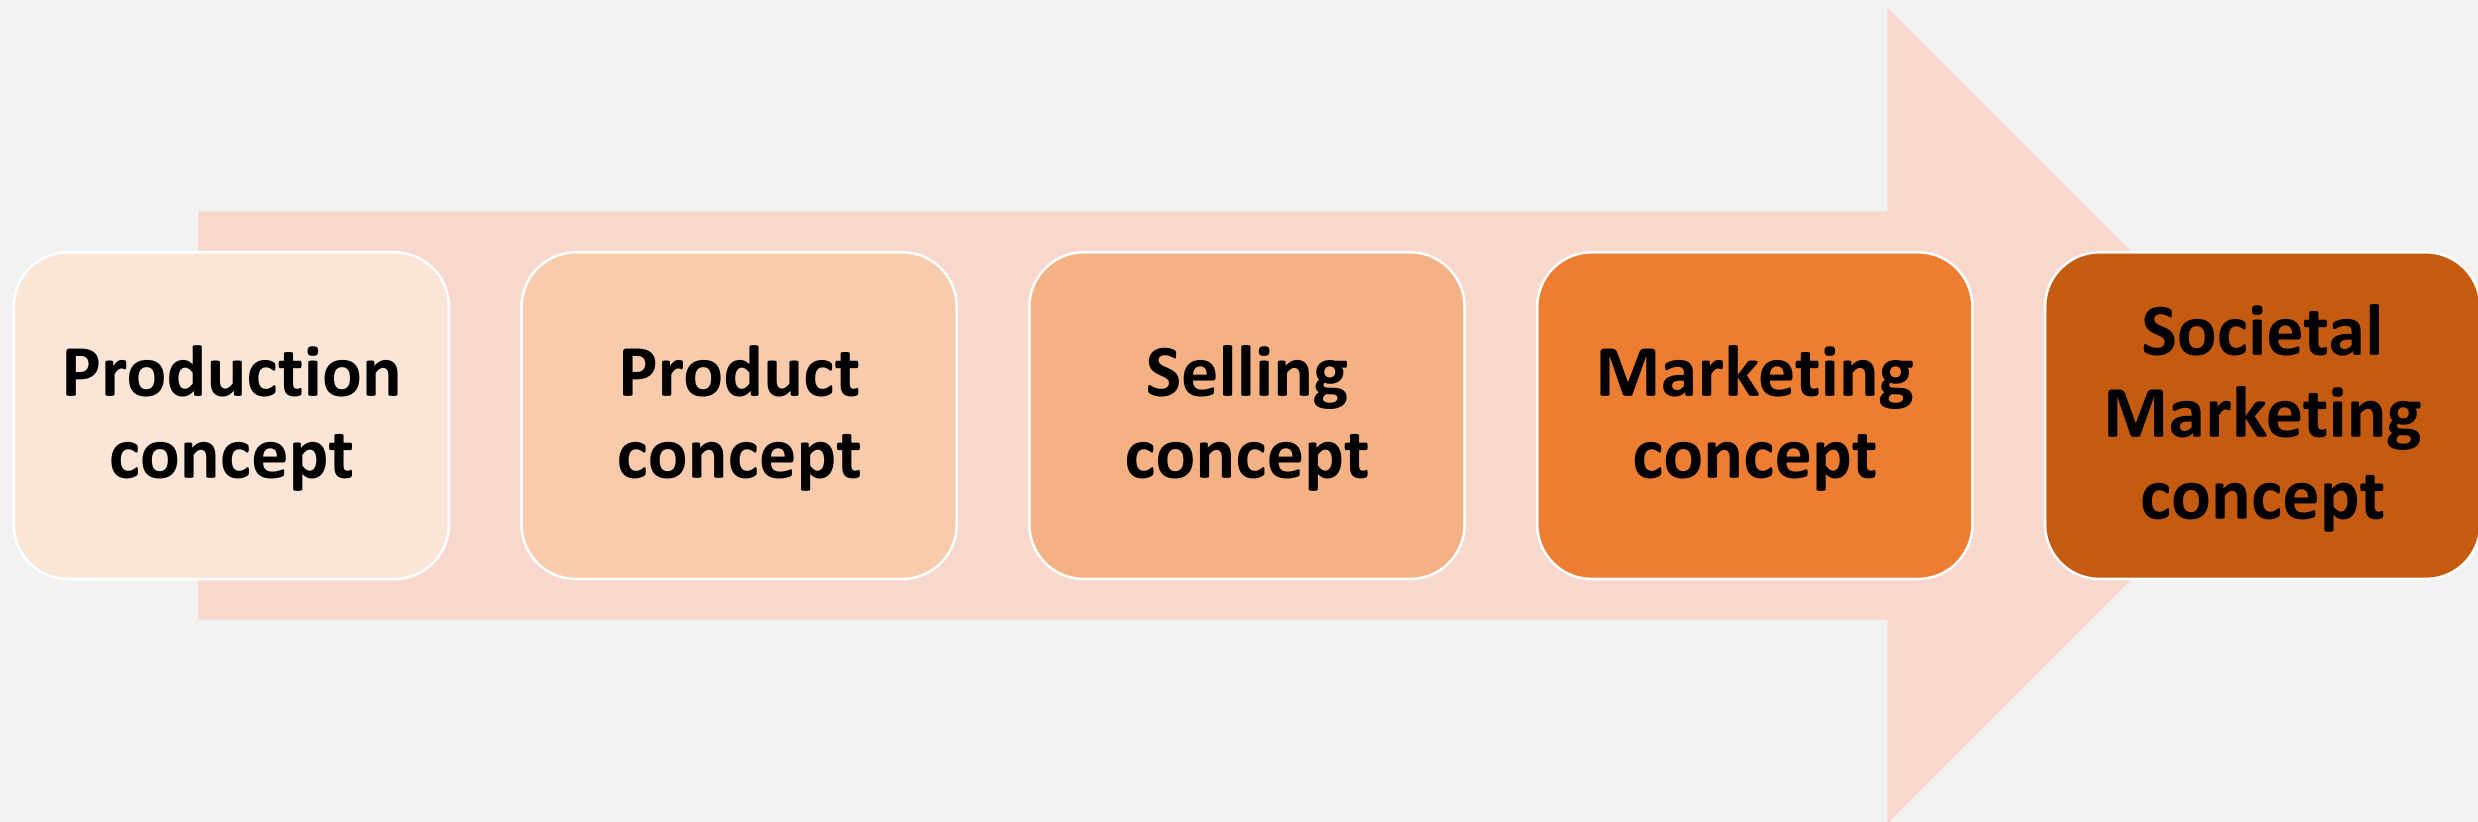 Production
concept
Product
concept
Selling
concept
Marketing
concept
Societal
Marketing
concept